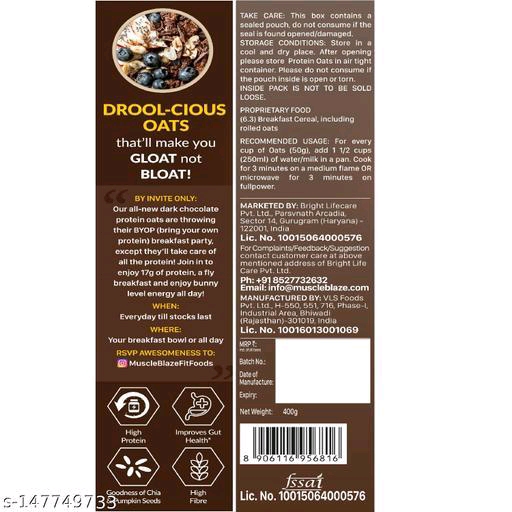 DROOL-CIOUS
OATS
that'll make you
GLOAT not
BLOAT!
BY INVITE ONLY:
Our all-new dark chocolate
protein oats are throwing
their BYOP (bring your own
protein) breakfast party,
except they'll take care of
all the protein! Join in to
enjoy 17g of protein, a fly
breakfast and enjoy bunny
level energy all day!
WHEN:
Everyday till stocks last
WHERE:
Your breakfast bowl or all day
RSVP AWESOMENESS TO:
MuscleBlazeFitFoods
High
Protein
Improves Gut
Health*
Goodness of Chia
& Pumpkin Seeds
High
Fibre
TAKE CARE: This box contains a
sealed pouch, do not consume if the
seal is found opened/damaged.
STORAGE CONDITIONS: Store in a
cool and dry place. After opening
please store Protein Oats in air tight
container. Please do not consume if
the pouch inside is open or torn.
INSIDE PACK IS NOT TO BE SOLD
LOOSE.
PROPRIETARY FOOD
(6.3) Breakfast Cereal, including
rolled oats
RECOMMENDED USAGE: For every
cup of Oats (50g), add 1 1/2 cups
(250ml) of water/milk in a pan. Cook
for 3 minutes on a medium flame OR
microwave for 3 minutes on
fullpower.
MARKETED BY: Bright Lifecare
Pvt. Ltd., Parsvnath Arcadia,
Sector 14, Gurugram (Haryana) -
122001, India
Lic. No. 10015064000576
For Complaints/Feedback/Suggestion
contact customer care at above
mentioned address of Bright Life
Care Pvt. Ltd.
Ph: +91 8527732632
Email: info@muscleblaze.com
MANUFACTURED BY: VLS Foods
Pvt. Ltd., H-550, 551, 716, Phase-I,
Industrial Area, Bhiwadi
(Rajasthan)-301019, India
Lic. No. 10016013001069
MRP ₹:
Batch No.:
Date of
Manufacture:
Expiry:
Net Weight: 400g
8 906116 956816
fssai
Lic. No. 10015064000576
s-147749733